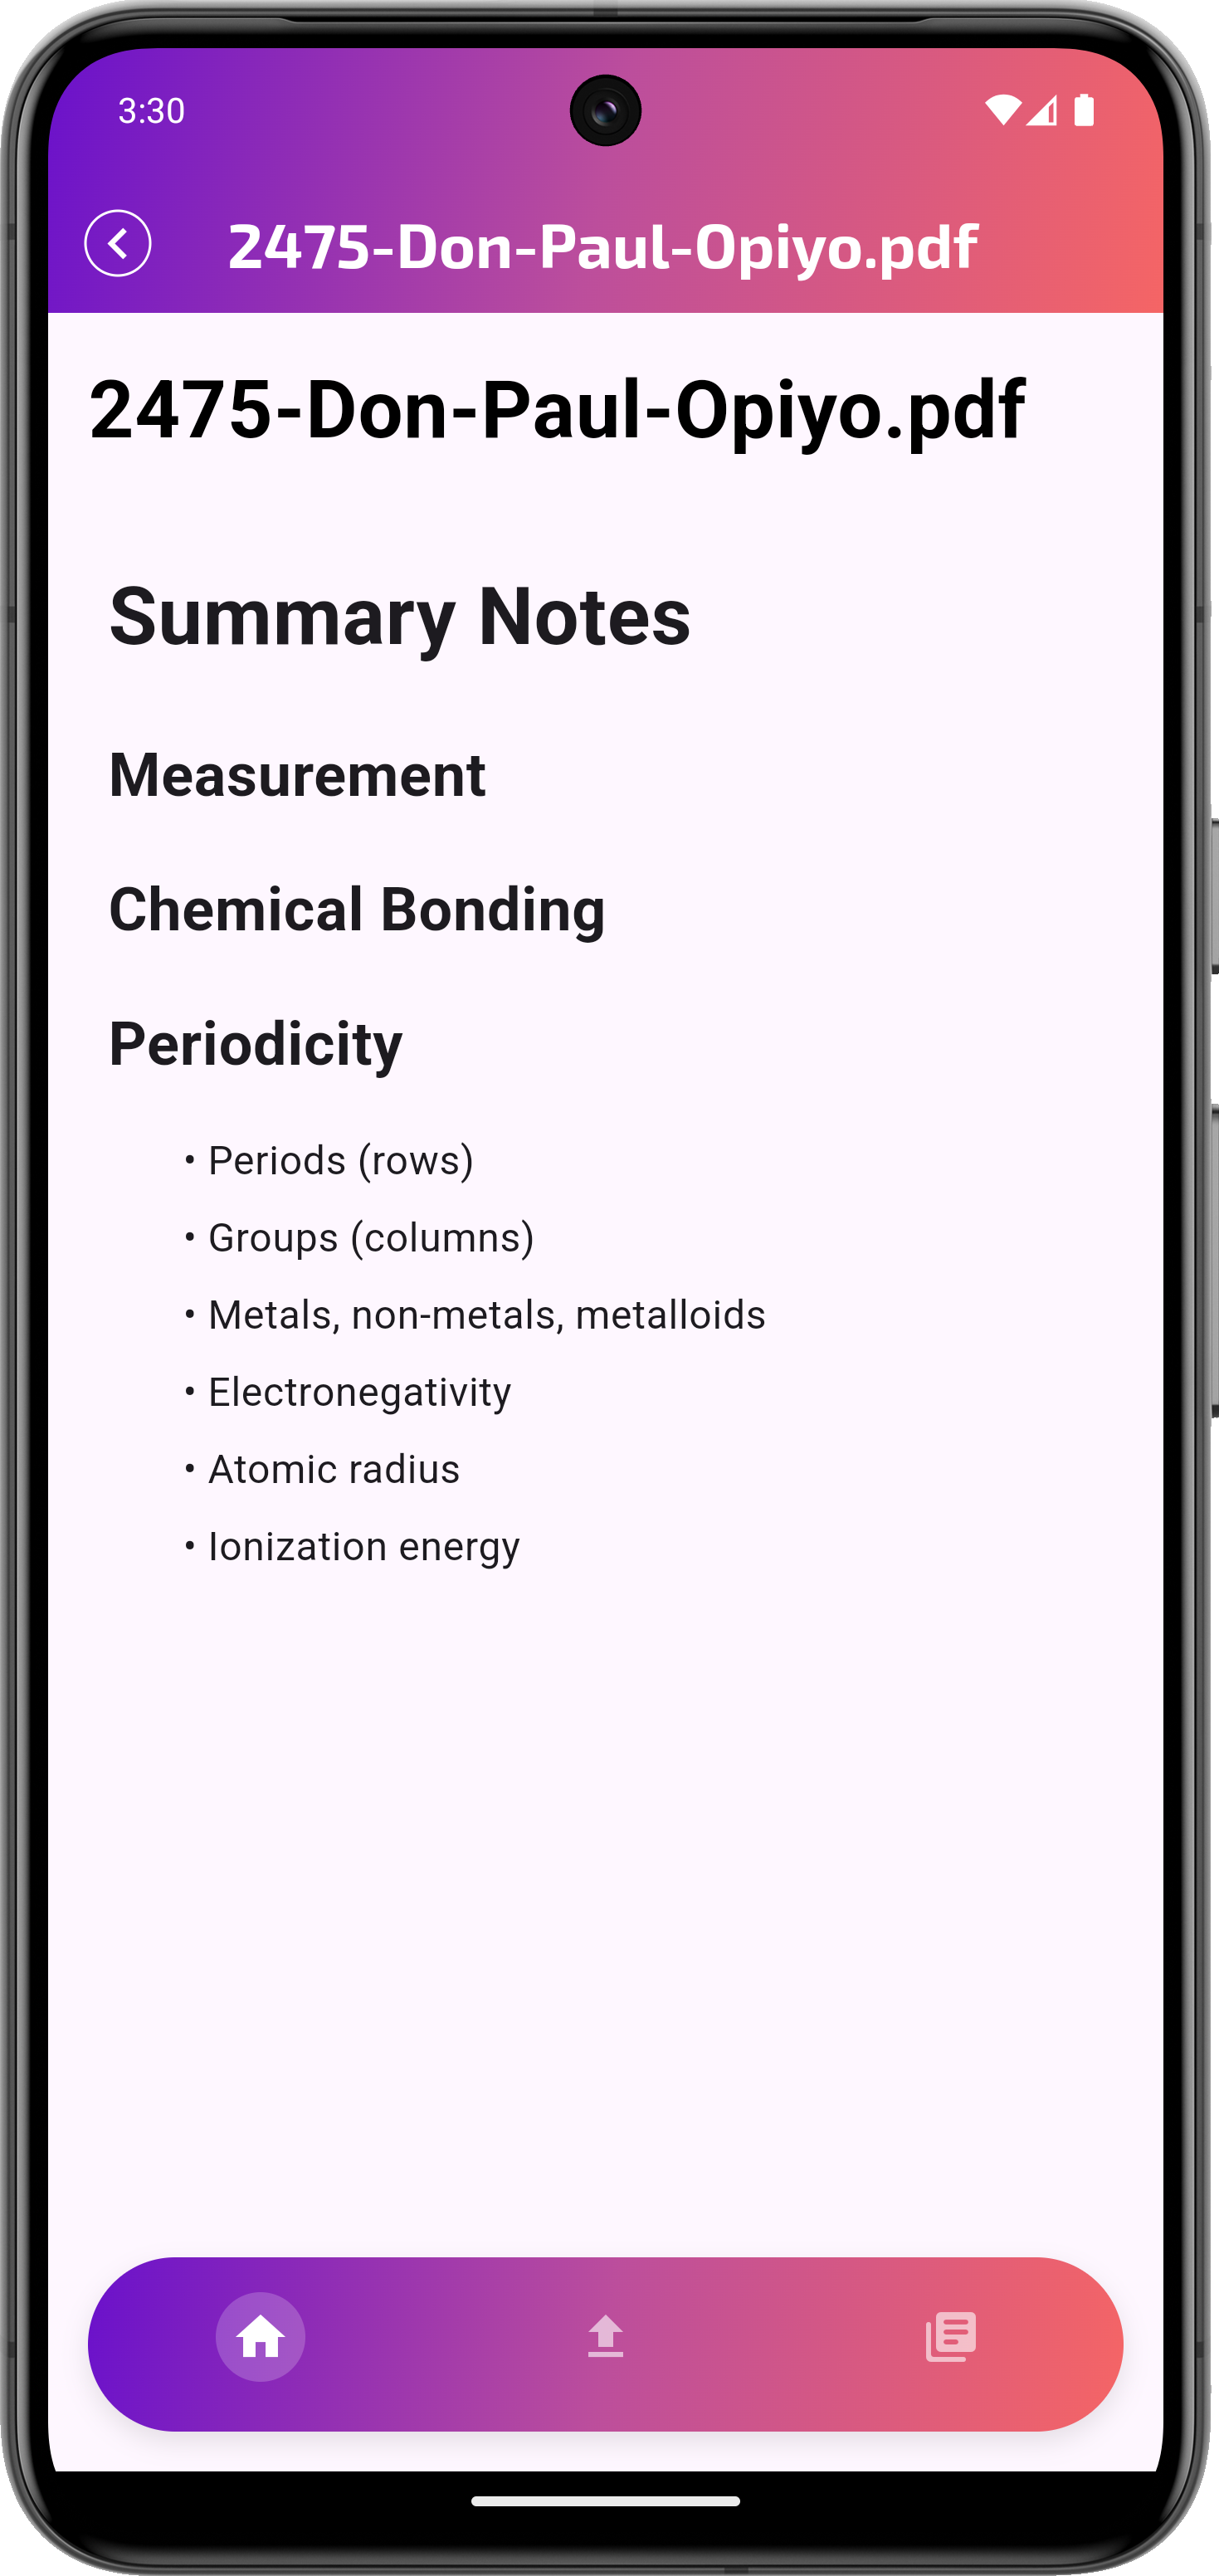 3:30
2475-Don-Paul-Opiyo.pdf
2475-Don-Paul-Opiyo.pdf
Summary Notes
Measurement
Chemical Bonding
Periodicity
• Periods (rows)
• Groups (columns)
• Metals, non-metals, metalloids
• Electronegativity
• Atomic radius
• Ionization energy